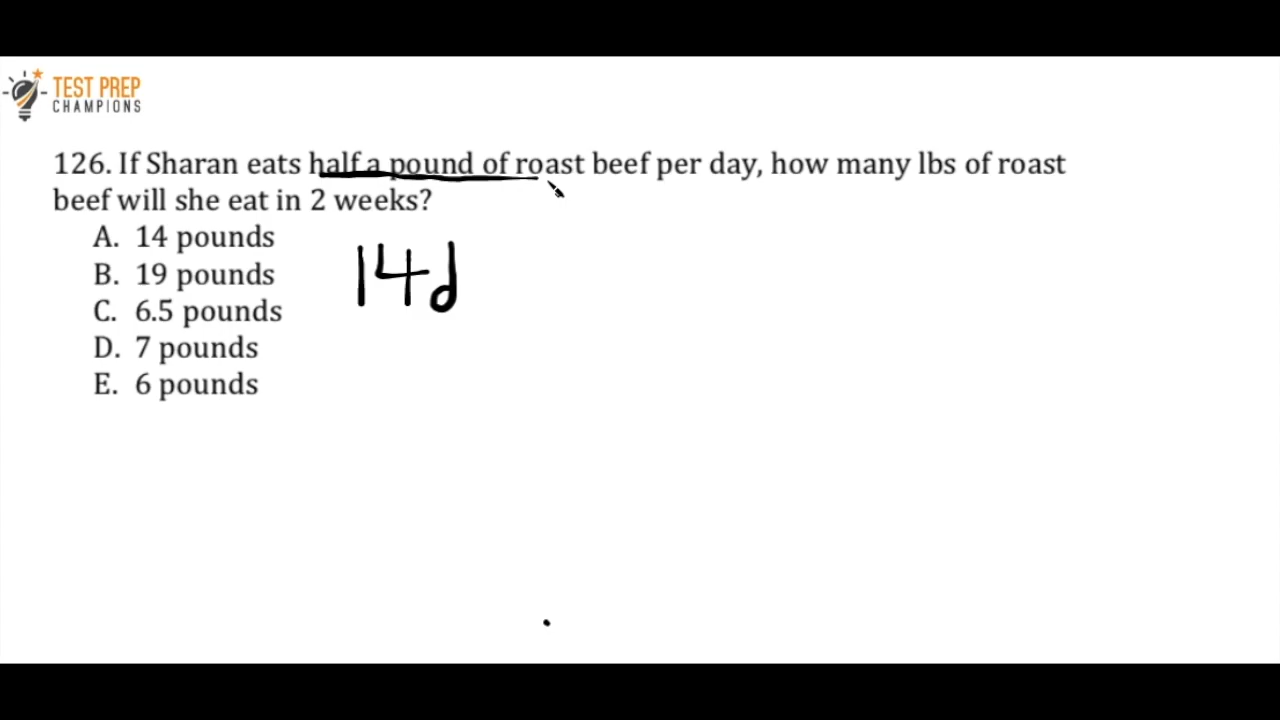 TEST PREP
CHAMPIONS
126. If Sharan eats half a pound of roast beef per day, how many lbs of roast
beef will she eat in 2 weeks?
A. 14 pounds
B. 19 pounds
C. 6.5 pounds
D. 7 pounds
E. 6 pounds
14d